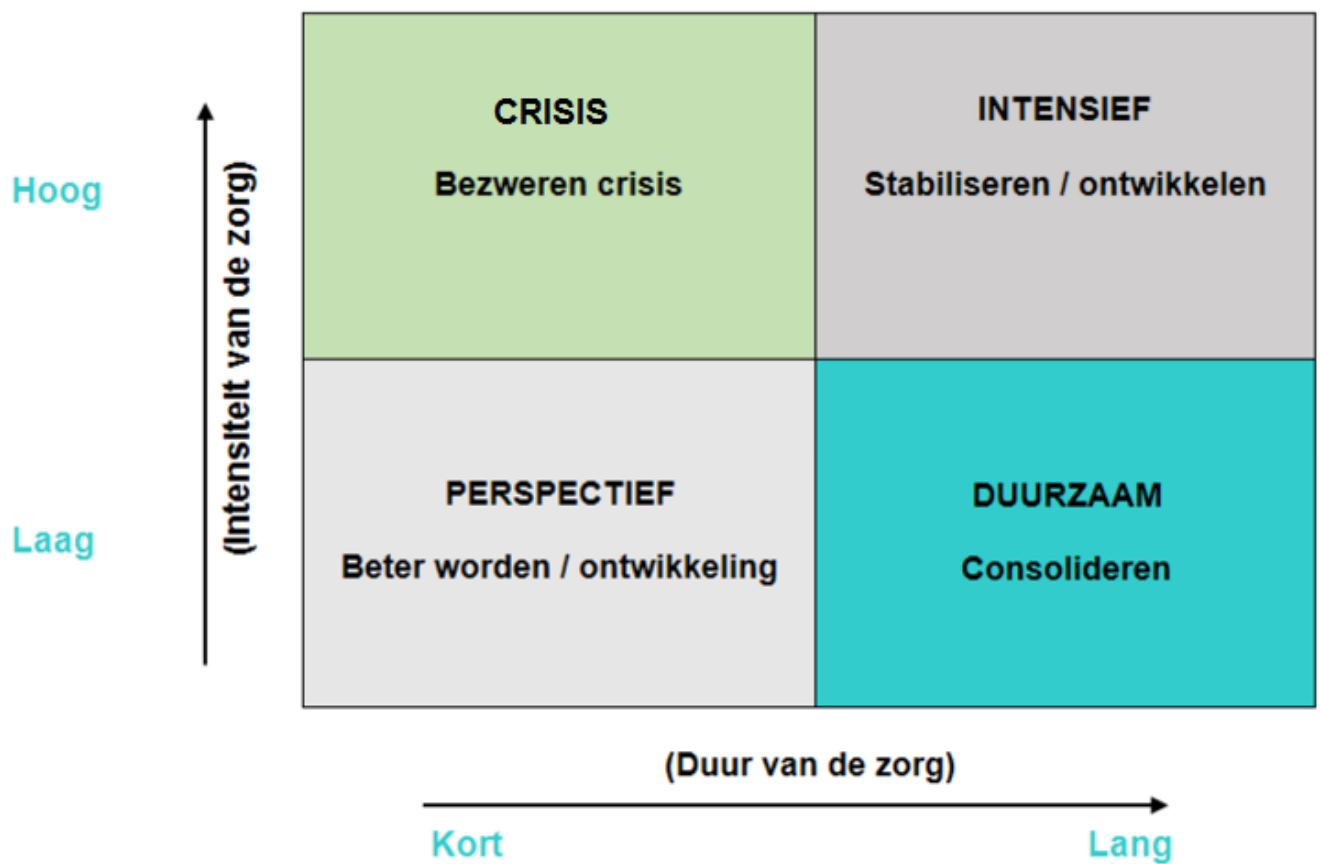 CRISIS
Bezweren crisis
INTENSIEF
Stabiliseren / ontwikkelen
Hoog
(Intensiteit van de zorg)
Laag
PERSPECTIEF
Beter worden / ontwikkeling
DUURZAAM
Consolideren
(Duur van de zorg)
Kort
Lang